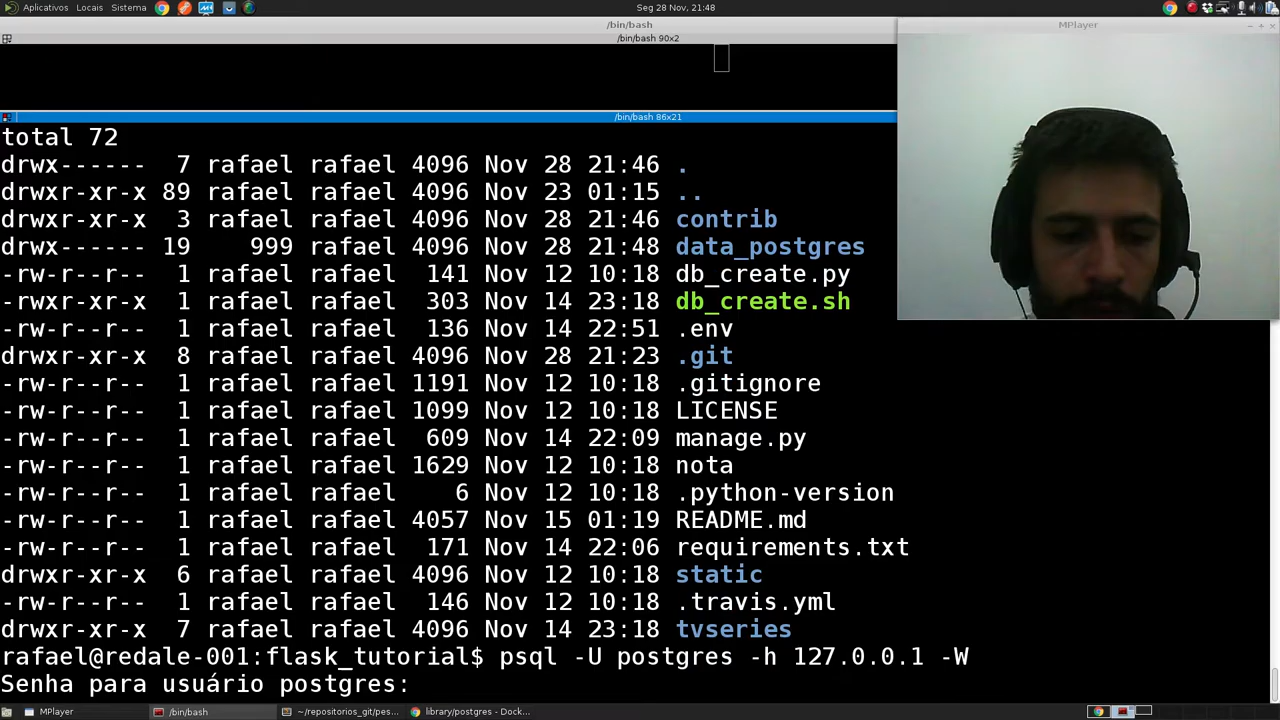 Aplicativos Locais Sistema Seg 28 Nov, 21:48
/bin/bash
MPlayer
/bin/bash 90x2
/bin/bash 86x21
total 72
drwx------ 7 rafael rafael 4096 Nov 28 21:46 .
drwxr-xr-x 89 rafael rafael 4096 Nov 23 01:15 ..
drwxr-xr-x 3 rafael rafael 4096 Nov 28 21:46 contrib
drwx------ 19 999 rafael 4096 Nov 28 21:48 data_postgres
-rw-r--r-- 1 rafael rafael 141 Nov 12 10:18 db_create.py
-rwxr-xr-x 1 rafael rafael 303 Nov 14 23:18 db_create.sh
-rw-r--r-- 1 rafael rafael 136 Nov 14 22:51 .env
drwxr-xr-x 8 rafael rafael 4096 Nov 28 21:23 .git
-rw-r--r-- 1 rafael rafael 1191 Nov 12 10:18 .gitignore
-rw-r--r-- 1 rafael rafael 1099 Nov 12 10:18 LICENSE
-rw-r--r-- 1 rafael rafael 609 Nov 14 22:09 manage.py
-rw-r--r-- 1 rafael rafael 1629 Nov 12 10:18 nota
-rw-r--r-- 1 rafael rafael 6 Nov 12 10:18 .python-version
-rw-r--r-- 1 rafael rafael 4057 Nov 15 01:19 README.md
-rw-r--r-- 1 rafael rafael 171 Nov 14 22:06 requirements.txt
drwxr-xr-x 6 rafael rafael 4096 Nov 12 10:18 static
-rw-r--r-- 1 rafael rafael 146 Nov 12 10:18 .travis.yml
drwxr-xr-x 7 rafael rafael 4096 Nov 14 23:18 tvseries
rafael@redale-001:flask_tutorial$ psql -U postgres -h 127.0.0.1 -W
Senha para usuário postgres:
MPlayer /bin/bash ~/repositorios_git/pes... library/postgres - Dock...